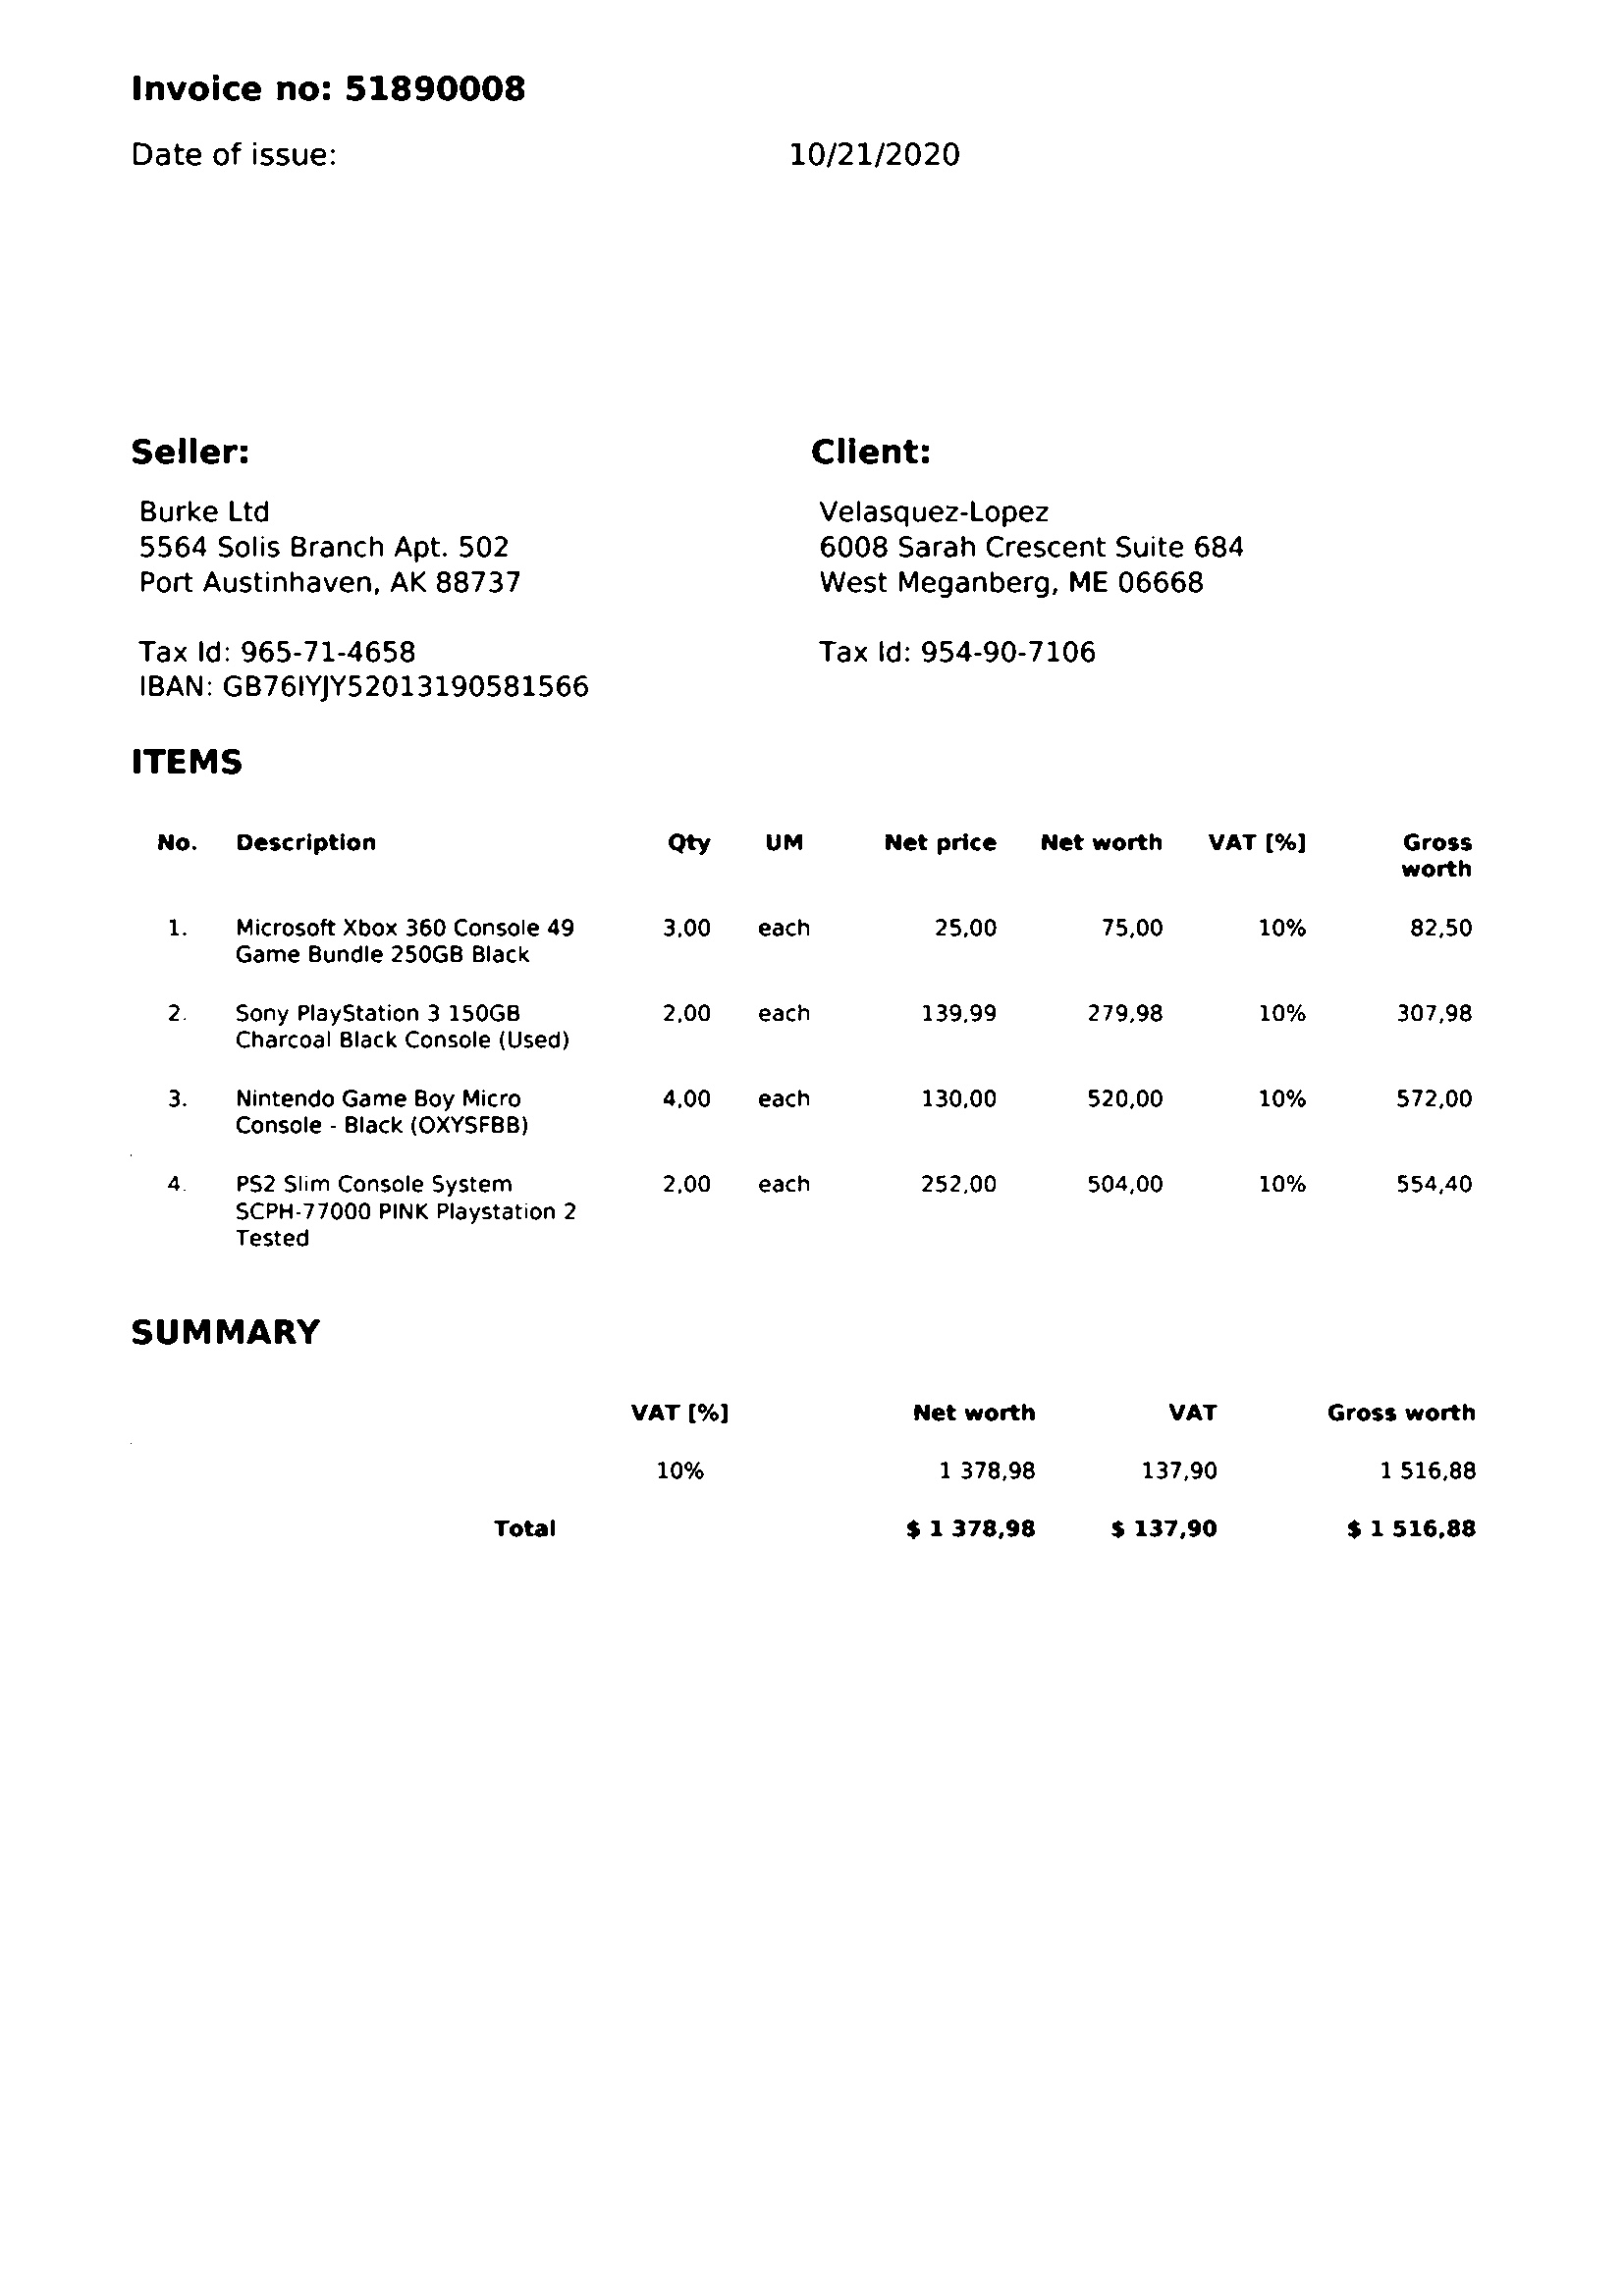 Invoice no: 51890008
Date of issue: 10/21/2020
Seller:
Burke Ltd
5564 Solis Branch Apt. 502
Port Austinhaven, AK 88737
Tax Id: 965-71-4658
IBAN: GB76IYJY52013190581566
Client:
Velasquez-Lopez
6008 Sarah Crescent Suite 684
West Meganberg, ME 06668
Tax Id: 954-90-7106
ITEMS
No. Description Qty UM Net price Net worth VAT [%] Gross
worth
1. Microsoft Xbox 360 Console 49 3,00 each 25,00 75,00 10% 82,50
Game Bundle 250GB Black
2. Sony PlayStation 3 150GB 2,00 each 139,99 279,98 10% 307,98
Charcoal Black Console (Used)
3. Nintendo Game Boy Micro 4,00 each 130,00 520,00 10% 572,00
Console - Black (OXYSFBB)
4. PS2 Slim Console System 2,00 each 252,00 504,00 10% 554,40
SCPH-77000 PINK Playstation 2
Tested
SUMMARY
VAT [%] Net worth VAT Gross worth
10% 1 378,98 137,90 1 516,88
Total $ 1 378,98 $ 137,90 $ 1 516,88